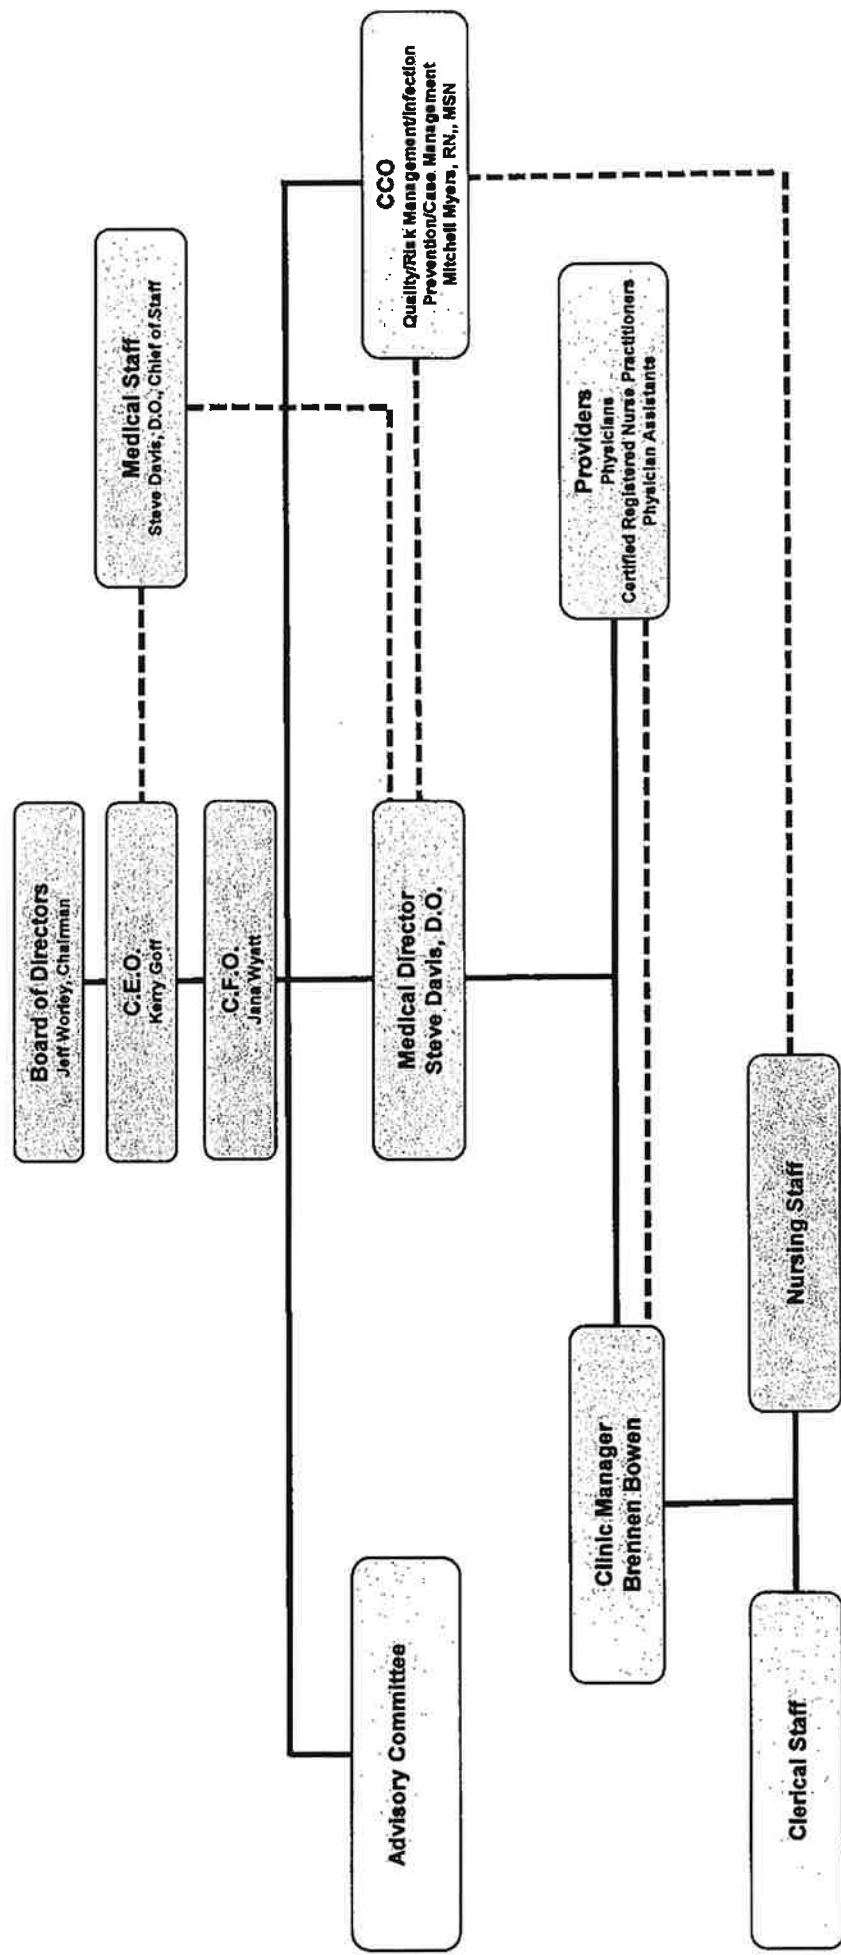 Board of Directors
Jeff Worley, Chairman
C.E.O.
Kerry Goff
Medical Staff
Steve Davis, D.O., Chief of Staff
C.F.O.
Jana Wyatt
Advisory Committee
Medical Director
Steve Davis, D.O.
CCO
Quality/Risk Management/Infection
Prevention/Case Management
Mitchell Myers, RN,, MSN
Clinic Manager
Brennen Bowen
Providers
Physicians
Certified Registered Nurse Practitioners
Physician Assistants
Clerical Staff
Nursing Staff